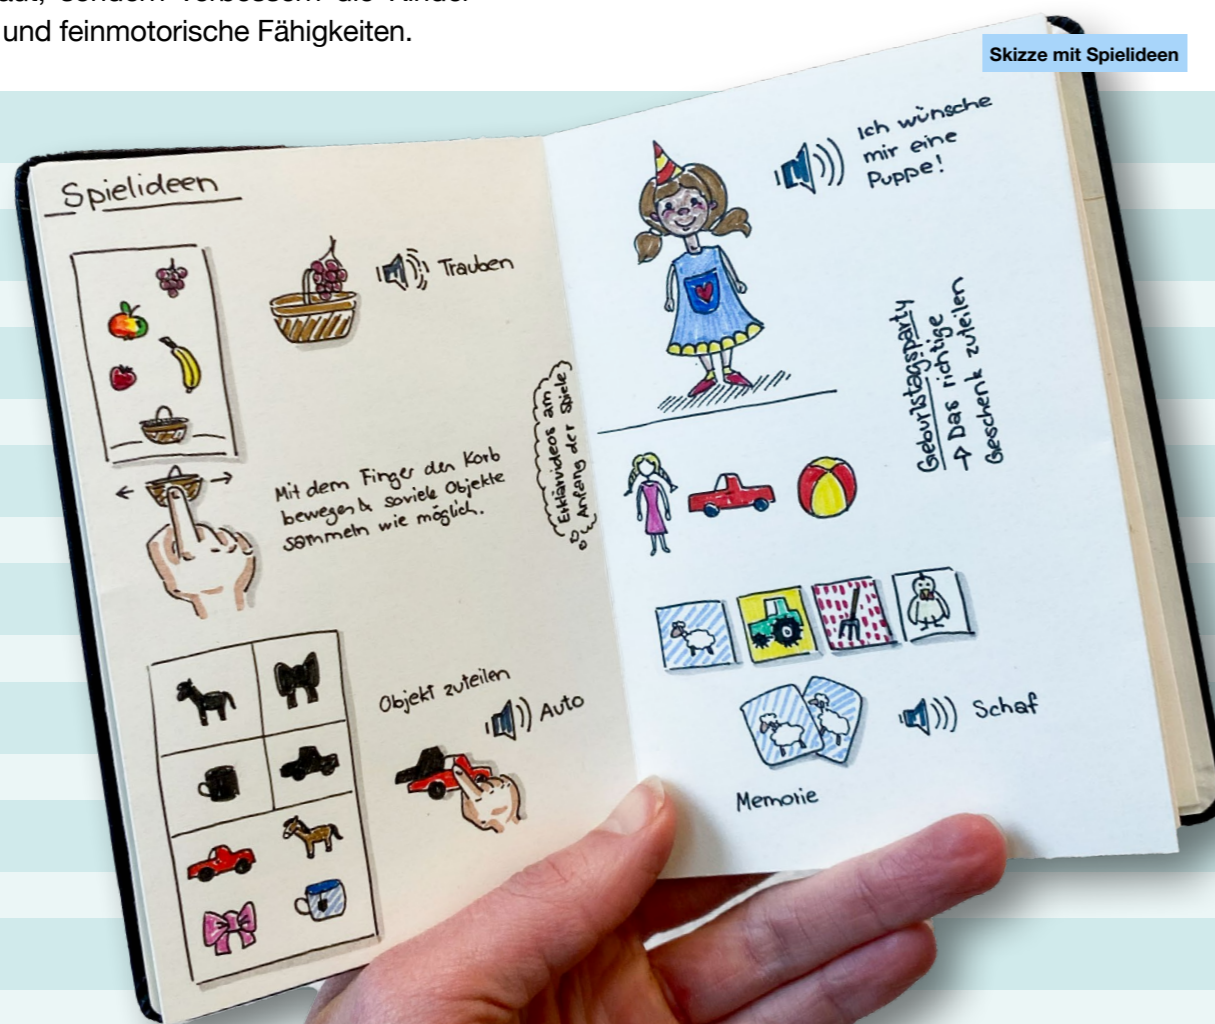 und feinmotorische Fähigkeiten.
Skizze mit Spielideen
Spielideen
Trauben
Mit dem Finger den Korb
bewegen & soviele Objekte
sammeln wie möglich.
Erklärvideos am
Anfang der Spiele
Objekt zuteilen
Auto
Ich wünsche
mir eine
Puppe!
Geburtstagsparty
→ Das richtige
Geschenk zuteilen
Schaf
Memorie